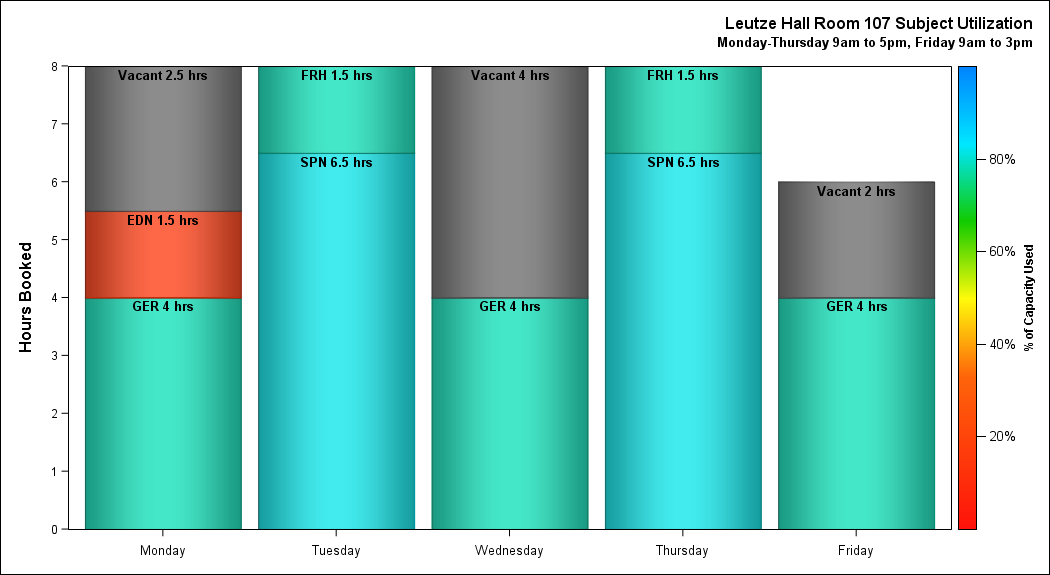 Leutze Hall Room 107 Subject Utilization
Monday-Thursday 9am to 5pm, Friday 9am to 3pm
Hours Booked
8
7
6
5
4
3
2
1
0
Vacant 2.5 hrs
EDN 1.5 hrs
GER 4 hrs
FRH 1.5 hrs
SPN 6.5 hrs
Vacant 4 hrs
GER 4 hrs
FRH 1.5 hrs
SPN 6.5 hrs
Vacant 2 hrs
GER 4 hrs
Monday
Tuesday
Wednesday
Thursday
Friday
80%
60%
40%
20%
% of Capacity Used